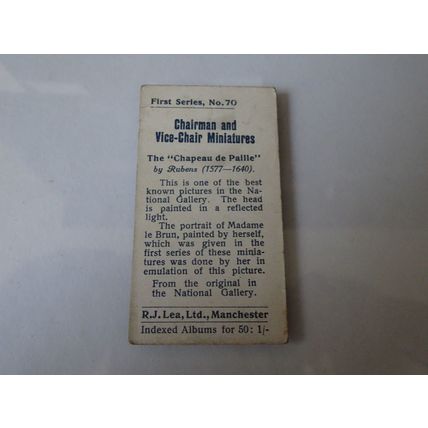 First Series, No. 70
Chairman and
Vice-Chair Miniatures
The "Chapeau de Paille"
by Rubens (1577—1640).
This is one of the best
known pictures in the Na-
tional Gallery. The head
is painted in a reflected
light.
The portrait of Madame
le Brun, painted by herself,
which was given in the
first series of these minia-
tures was done by her in
emulation of this picture.
From the original in
the National Gallery.
R.J. Lea, Ltd., Manchester
Indexed Albums for 50: 1/-